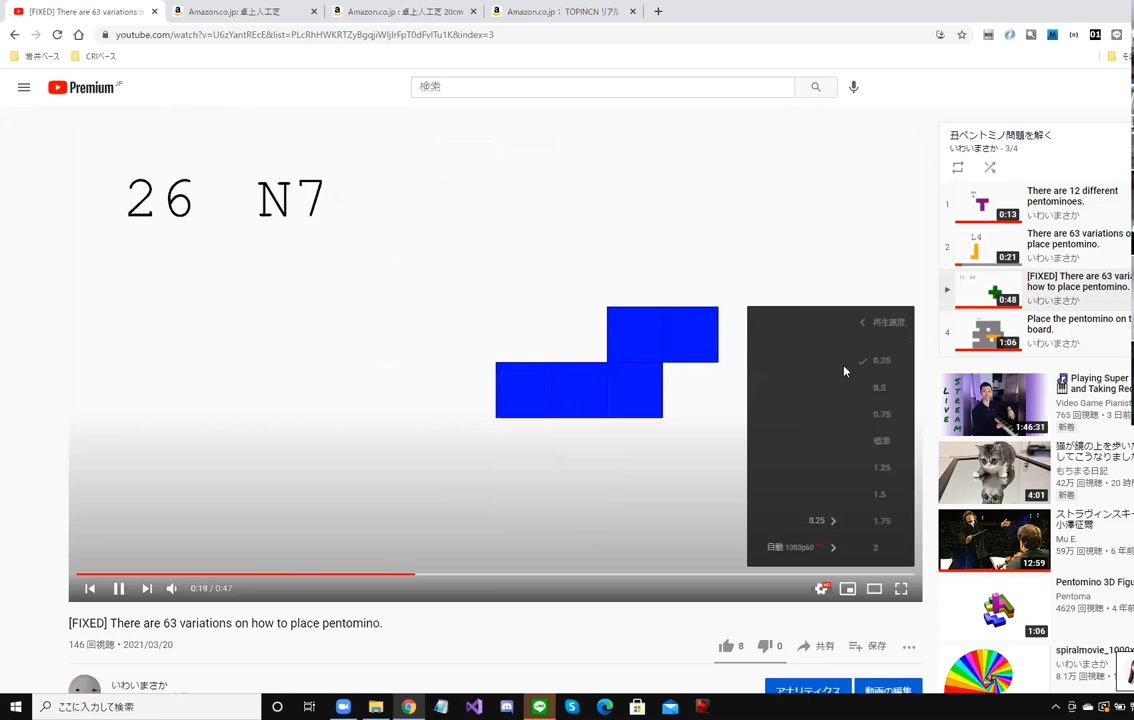 [FIXED] There are 63 variations o
Amazon.co.jp: 卓上人工芝
Amazon.co.jp : 卓上人工芝 20cm
Amazon.co.jp： TOPINCN リアル
youtube.com/watch?v=U6zYantREcE&list=PLcRhHWKRTZyBgqjiWIjIrFpT0dFvITu1K&index=3
岩井ベース
CRIベース
Premium JP
検索
26 N7
再生速度
0.25
0.5
0.75
標準
1.25
1.5
0.25
1.75
自動 1080p60
2
0:19 / 0:47
[FIXED] There are 63 variations on how to place pentomino.
146 回視聴・2021/03/20
8
0
共有
保存
いわいまさか
アナリティクス
動画の編集
丑ペントミノ問題を解く
いわいまさか - 3/4
1
0:13
There are 12 different
pentominoes.
いわいまさか
2
L4
0:21
There are 63 variations o
place pentomino.
いわいまさか
0:48
[FIXED] There are 63 varia
how to place pentomino.
いわいまさか
4
1:06
Place the pentomino on t
board.
いわいまさか
LIVE
STREAM
1:46:31
Playing Super
and Taking Re
Video Game Pianist
765 回視聴・3 日前
新着
4:01
猫が鏡の上を歩い
してこうなりました
もちまる日記
42万 回視聴・20 時
新着
12:59
ストラヴィンスキー
小澤征爾
Mu E.
59万 回視聴・6 年前
1:06
Pentomino 3D Figu
Pentoma
4629 回視聴・4 年前
spiralmovie_1000x
いわいまさか
8.1万 回視聴・
ここに入力して検索